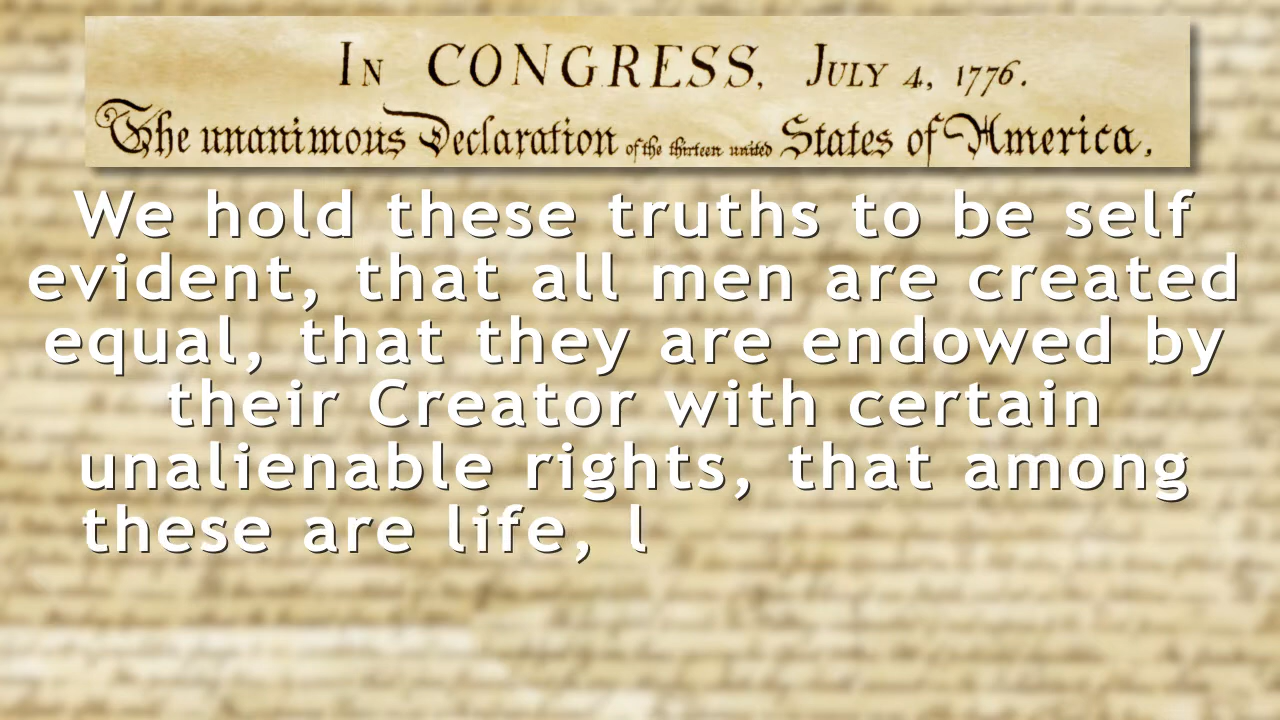 In CONGRESS, July 4, 1776.
The unanimous Declaration of the thirteen united States of America.
We hold these truths to be self
evident, that all men are created
equal, that they are endowed by
their Creator with certain
unalienable rights, that among
these are life, l